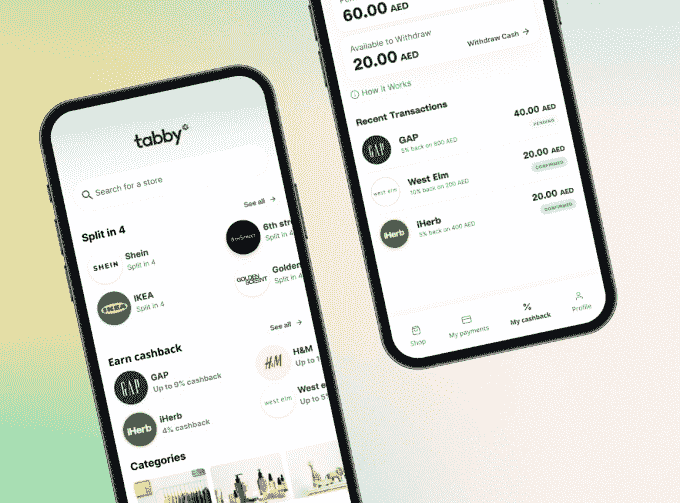 tabby
Search for a store
See all →
Split in 4
SHEIN
Shein
Split in 4
6th
Split in 4
IKEA
IKEA
Split in 4
GOLDEN
SCENT
Golden
Split in 4
See all →
Earn cashback
GAP
GAP
Up to 9% cashback
H&M
H&M
Up to
iHerb
iHerb
4% cashback
west elm
West
Up to
Categories
60.00 AED
Available to Withdraw
20.00 AED
Withdraw Cash →
How it Works
Recent Transactions
GAP
GAP
5% back on 800 AED
40.00 AED
PENDING
west elm
West Elm
10% back on 200 AED
20.00 AED
CONFIRMED
iHerb
iHerb
5% back on 400 AED
20.00 AED
CONFIRMED
Shop
My payments
My cashback
Profile